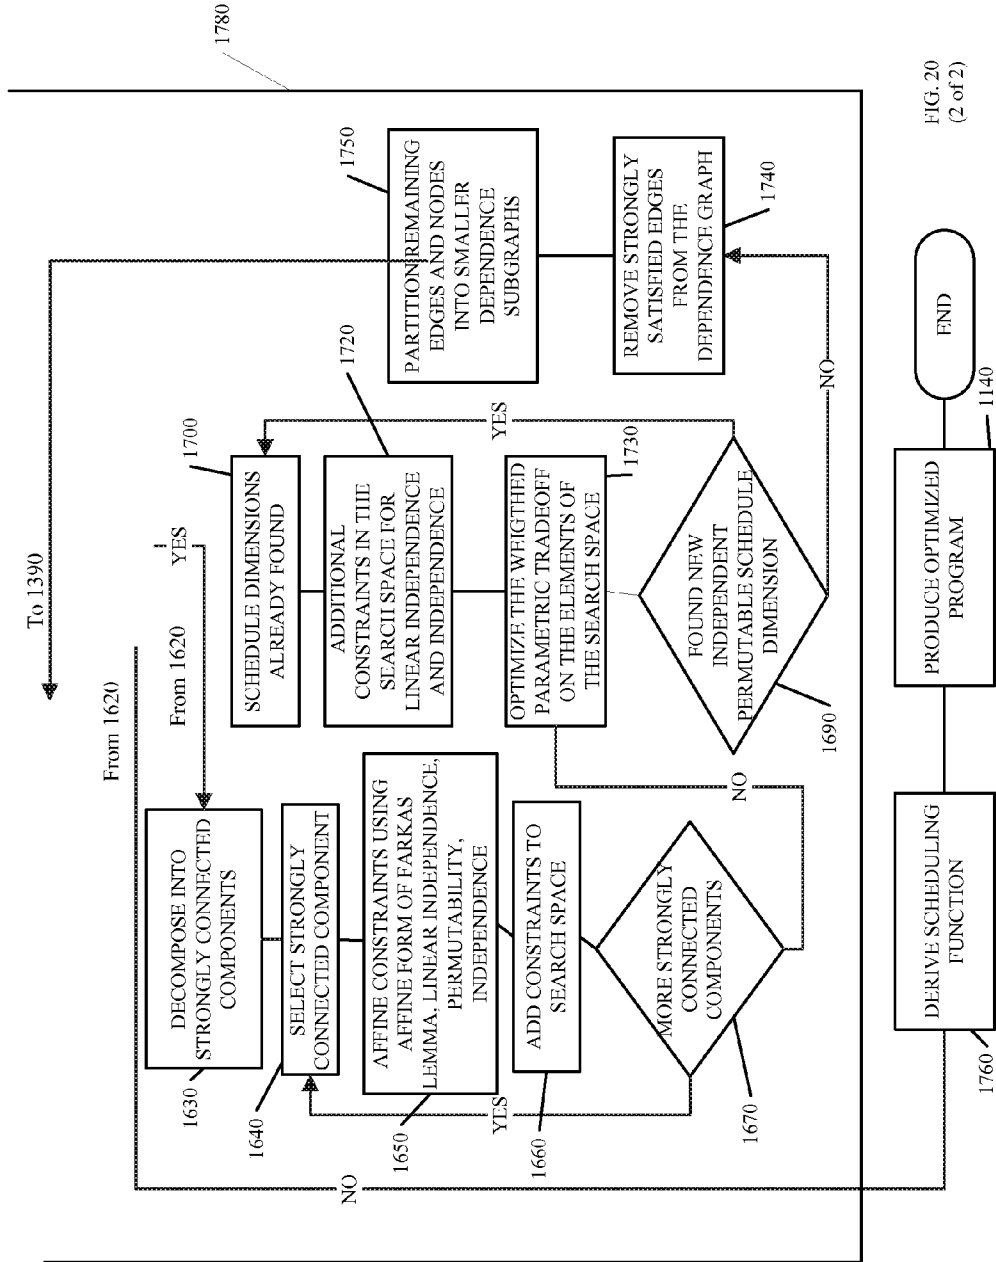 1780
To 1390
From 1620
From 1620
YES
DECOMPOSE INTO
STRONGLY CONNECTED
COMPONENTS
1630
SELECT STRONGLY
CONNECTED COMPONENT
1640
AFFINE CONSTRAINTS USING
AFFINE FORM OF FARKAS
LEMMA, LINEAR INDEPENDENCE,
PERMUTABILITY,
INDEPENDENCE
1650
ADD CONSTRAINTS TO
SEARCH SPACE
1660
MORE STRONGLY
CONNECTED
COMPONENTS
1670
YES
NO
NO
SCHEDULE DIMENSIONS
ALREADY FOUND
1700
ADDITIONAL
CONSTRAINTS IN THE
SEARCH SPACE FOR
LINEAR INDEPENDENCE
AND INDEPENDENCE
1720
OPTIMIZE THE WEIGTHED
PARAMETRIC TRADEOFF
ON THE ELEMENTS OF
THE SEARCH SPACE
1730
FOUND NEW
INDEPENDENT
PERMUTABLE SCHEDULE
DIMENSION
1690
YES
NO
PARTITION REMAINING
EDGES AND NODES
INTO SMALLER
DEPENDENCE
SUBGRAPHS
1750
REMOVE STRONGLY
SATISFIED EDGES
FROM THE
DEPENDENCE GRAPH
1740
DERIVE SCHEDULING
FUNCTION
1760
PRODUCE OPTIMIZED
PROGRAM
1140
END
FIG. 20
(2 of 2)